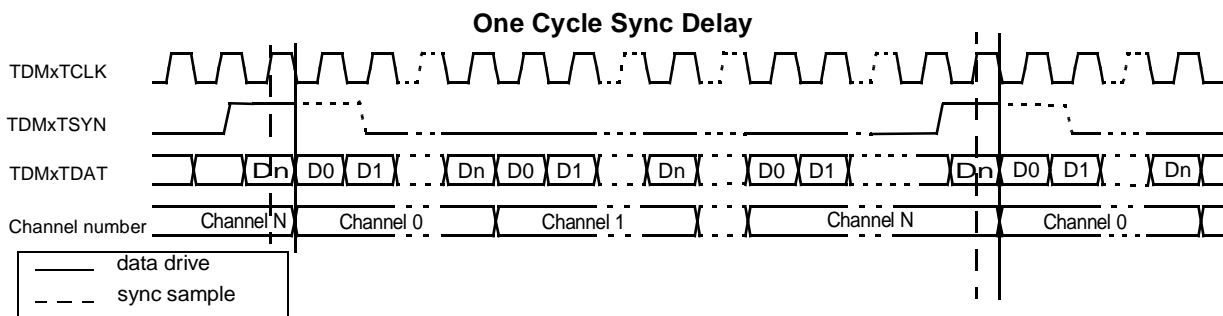 One Cycle Sync Delay
TDMxTCLK
TDMxTSYN
TDMxTDAT Dn D0 D1 Dn D0 D1 Dn D0 D1 Dn D0 D1 Dn
Channel number Channel N Channel 0 Channel 1 Channel N Channel 0
data drive
sync sample